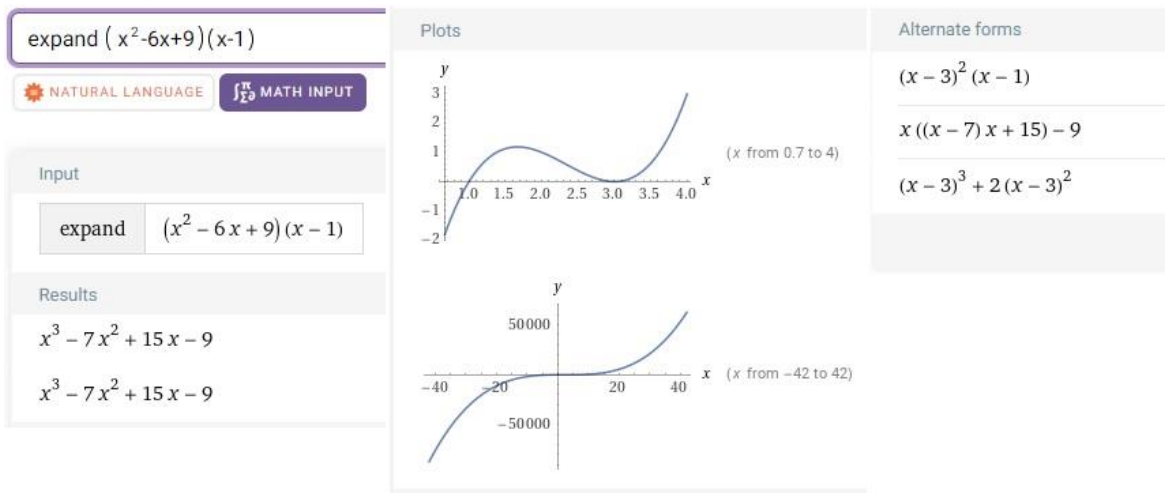 expand (x²-6x+9)(x-1)
NATURAL LANGUAGE
∫Σ∂π MATH INPUT
Input
expand (x² – 6 x + 9) (x – 1)
Results
x³ – 7 x² + 15 x – 9
x³ – 7 x² + 15 x – 9
Plots
y
3
2
1
-1
-2
1.0 1.5 2.0 2.5 3.0 3.5 4.0 x
(x from 0.7 to 4)
y
50000
-40 -20 20 40 x
(x from -42 to 42)
-50000
Alternate forms
(x – 3)² (x – 1)
x ((x – 7) x + 15) – 9
(x – 3)³ + 2 (x – 3)²